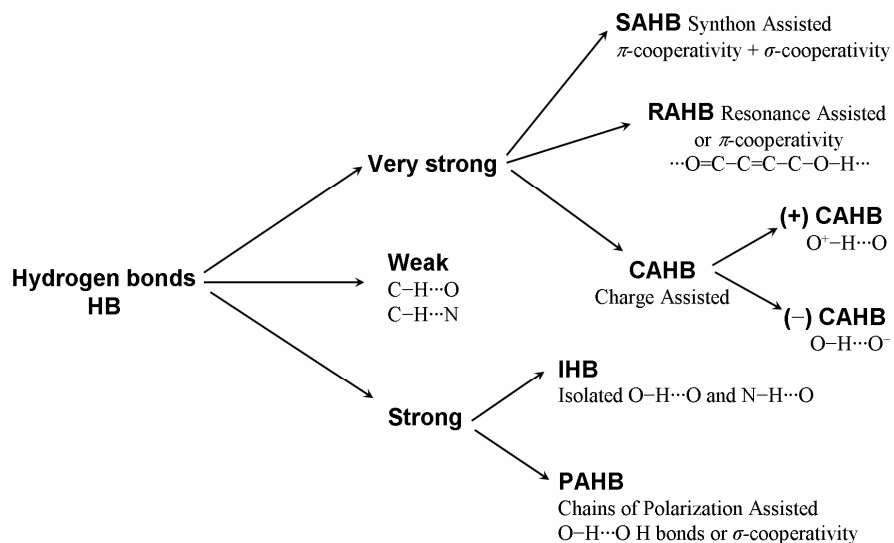 SAHB Synthon Assisted
π-cooperativity + σ-cooperativity
RAHB Resonance Assisted
or π-cooperativity
···O=C−C=C−C−O−H···
Very strong
(+) CAHB
O⁺−H···O
CAHB
Charge Assisted
(−) CAHB
O−H···O⁻
Hydrogen bonds
HB
Weak
C−H···O
C−H···N
Strong
IHB
Isolated O−H···O and N−H···O
PAHB
Chains of Polarization Assisted
O−H···O H bonds or σ-cooperativity